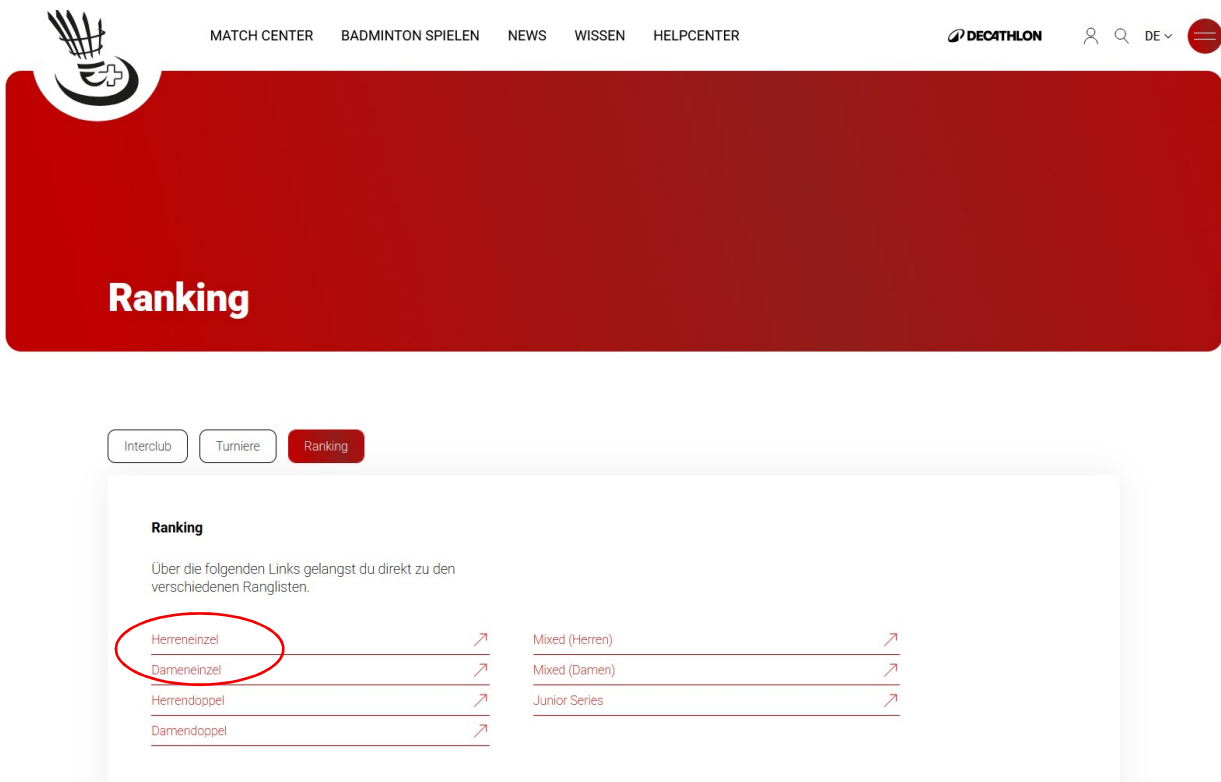 MATCH CENTER BADMINTON SPIELEN NEWS WISSEN HELPCENTER DECATHLON DE
Ranking
Interclub Turniere Ranking
Ranking
Über die folgenden Links gelangst du direkt zu den
verschiedenen Ranglisten.
Herreneinzel
Dameneinzel
Herrendoppel
Damendoppel
Mixed (Herren)
Mixed (Damen)
Junior Series